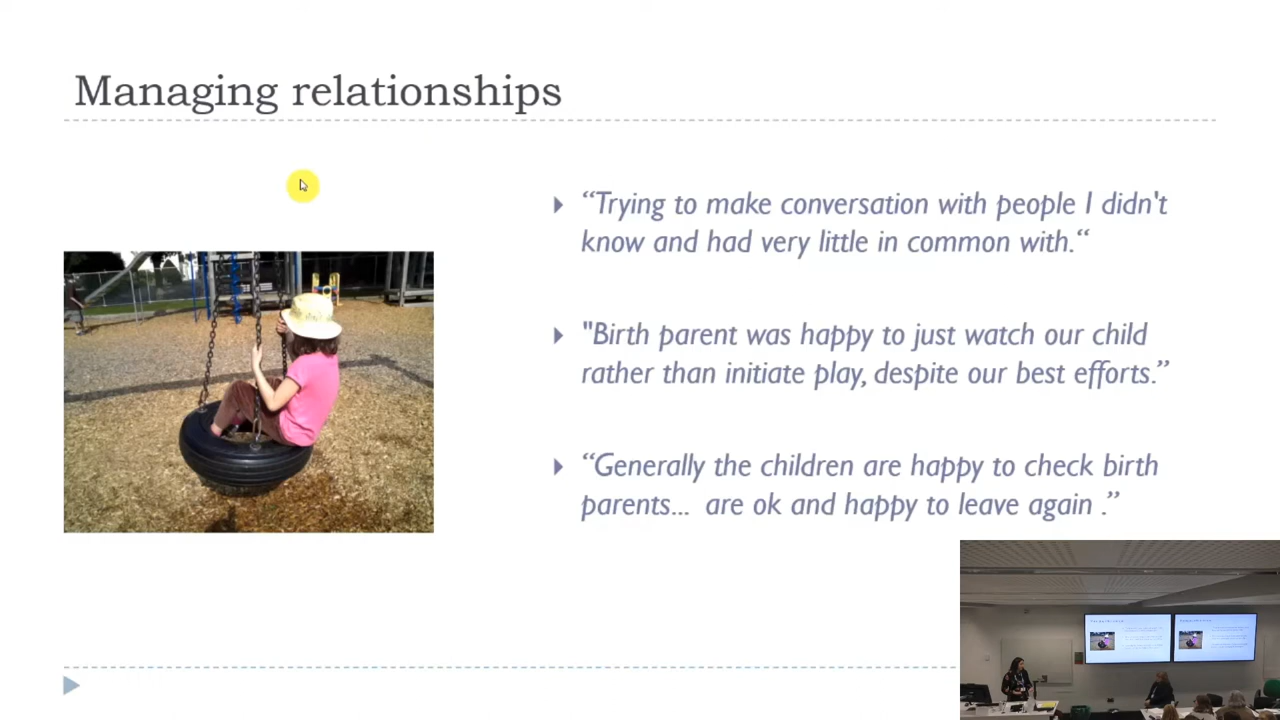 Managing relationships
“Trying to make conversation with people I didn't
know and had very little in common with.“
"Birth parent was happy to just watch our child
rather than initiate play, despite our best efforts.”
“Generally the children are happy to check birth
parents... are ok and happy to leave again .”